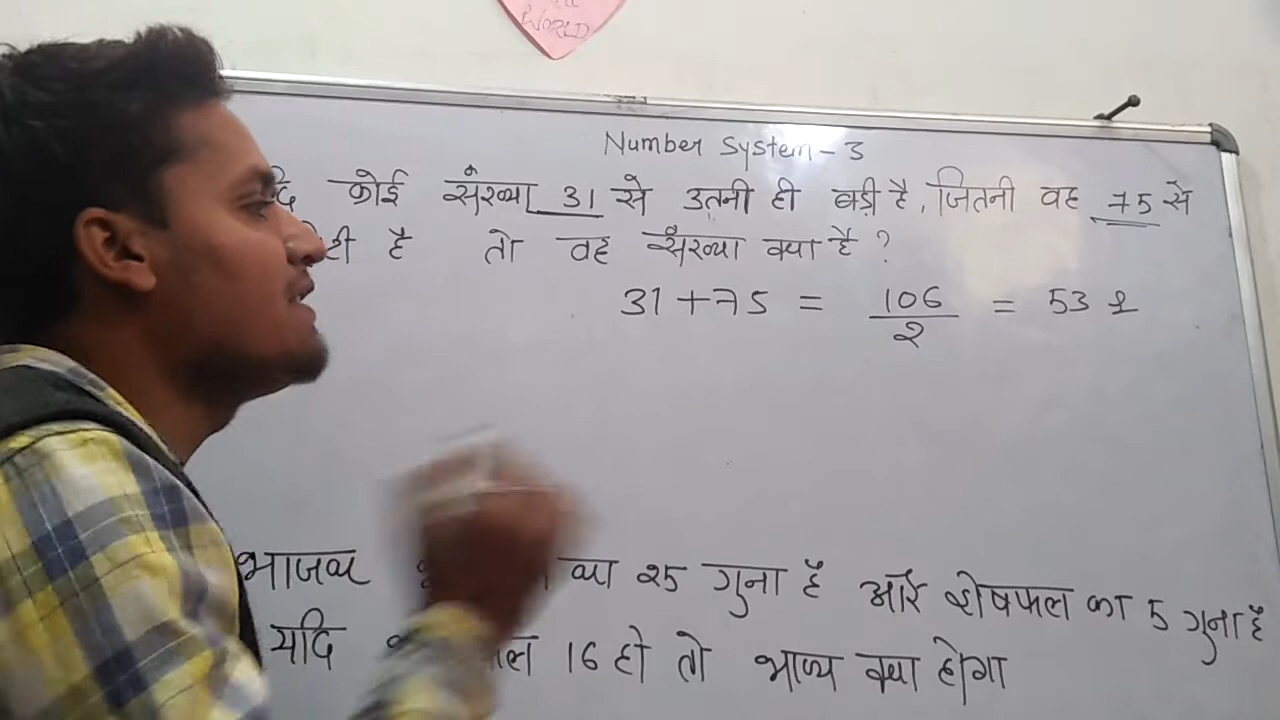 WORLD
Number System - 3
कोई संख्या 31 से उतनी ही बड़ी है, जितनी वह 75 से
है तो वह संख्या क्या है ?
31 + 75 = 106/2 = 53
भाजक 25 गुना है और शेषफल का 5 गुना है
यदि 16 हो तो भाज्य क्या होगा